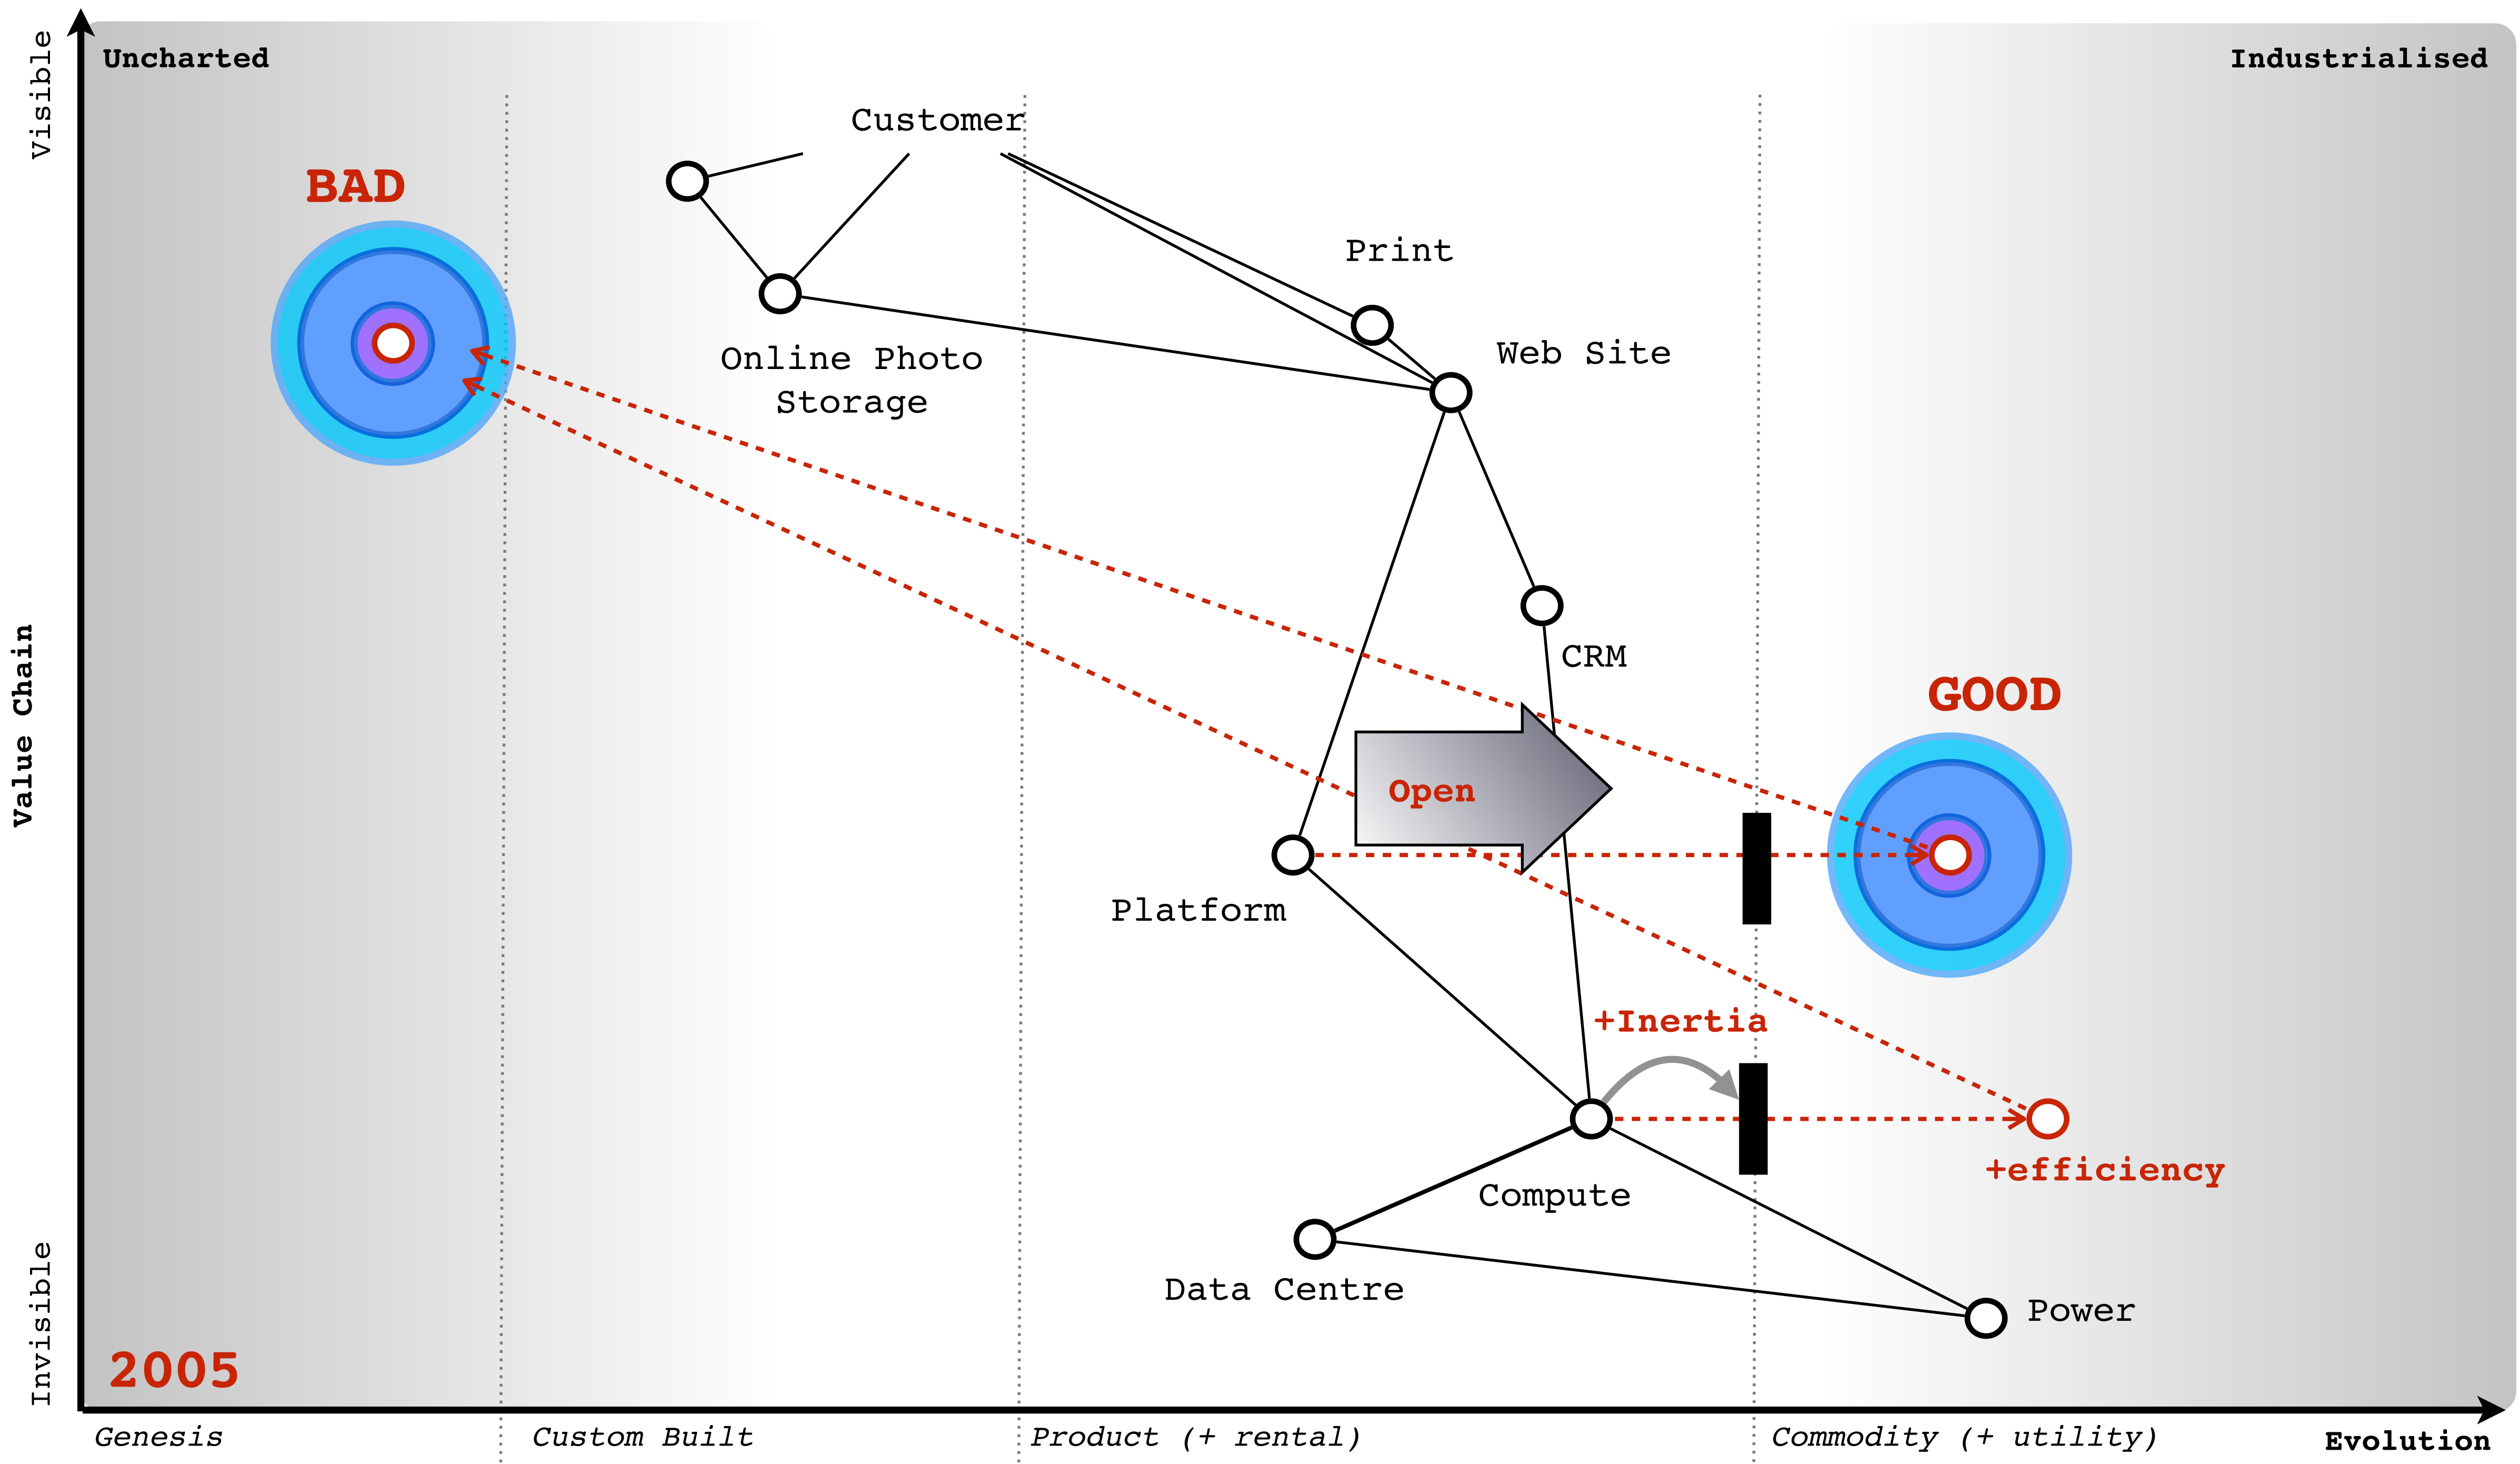 Visible
Uncharted
Industrialised
Customer
BAD
Print
Web Site
Online Photo
Storage
Value Chain
CRM
GOOD
Open
Platform
+Inertia
+efficiency
Compute
Data Centre
Power
Invisible
2005
Genesis
Custom Built
Product (+ rental)
Commodity (+ utility)
Evolution